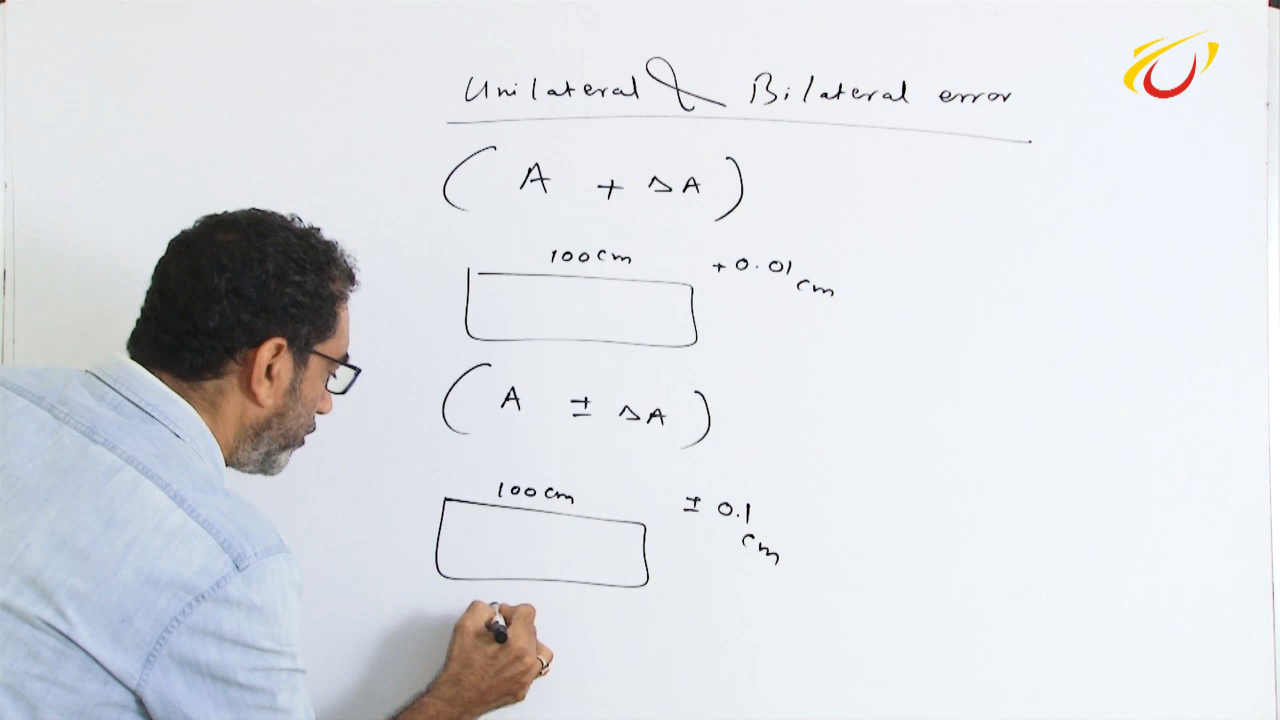 Unilateral & Bilateral error
( A + ΔA )
100 cm + 0.01 cm
( A ± ΔA )
100 cm ± 0.1 cm